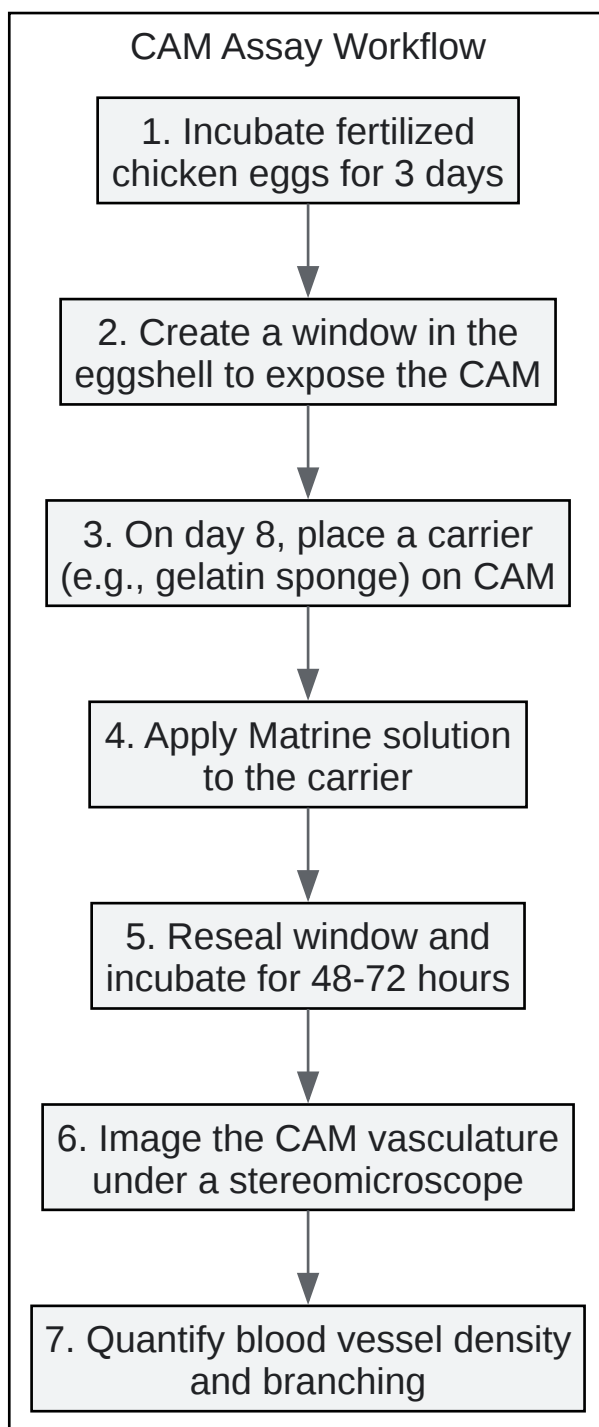 CAM Assay Workflow
1. Incubate fertilized
chicken eggs for 3 days
2. Create a window in the
eggshell to expose the CAM
3. On day 8, place a carrier
(e.g., gelatin sponge) on CAM
4. Apply Matrine solution
to the carrier
5. Reseal window and
incubate for 48-72 hours
6. Image the CAM vasculature
under a stereomicroscope
7. Quantify blood vessel density
and branching